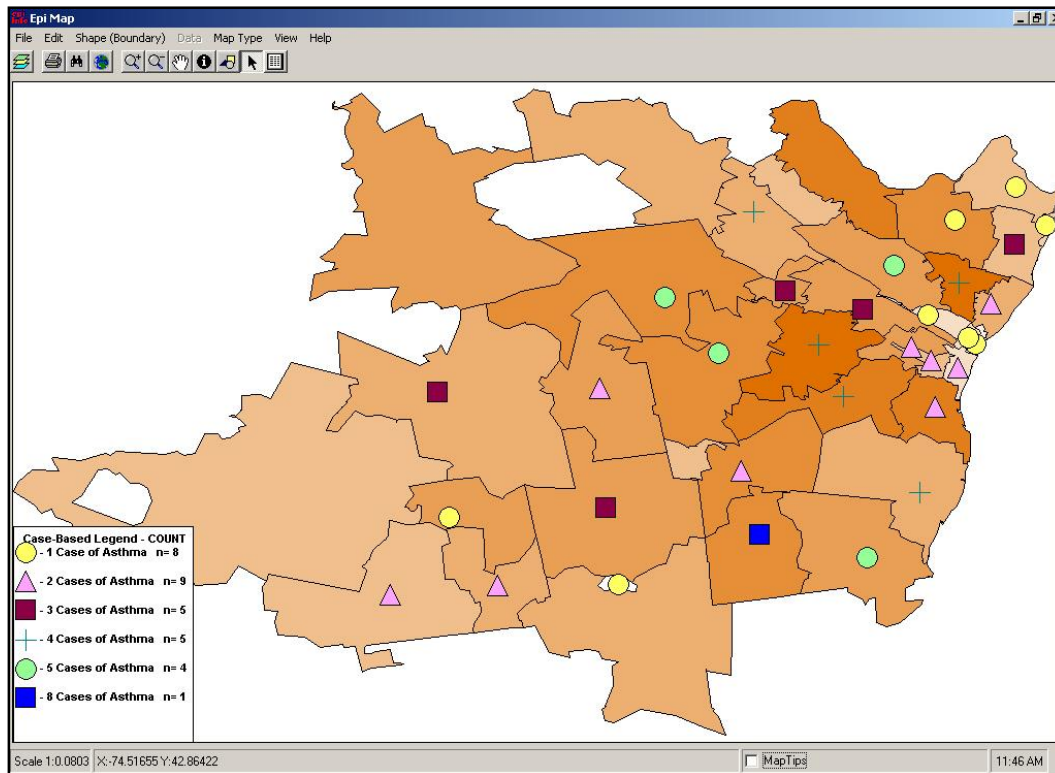 Epi Map
File Edit Shape (Boundary) Data Map Type View Help
Case-Based Legend - COUNT
- 1 Case of Asthma n= 8
- 2 Cases of Asthma n= 9
- 3 Cases of Asthma n= 5
- 4 Cases of Asthma n= 5
- 5 Cases of Asthma n= 4
- 8 Cases of Asthma n= 1
Scale 1:0.0803 X:-74.51655 Y:42.86422 MapTips 11:46 AM